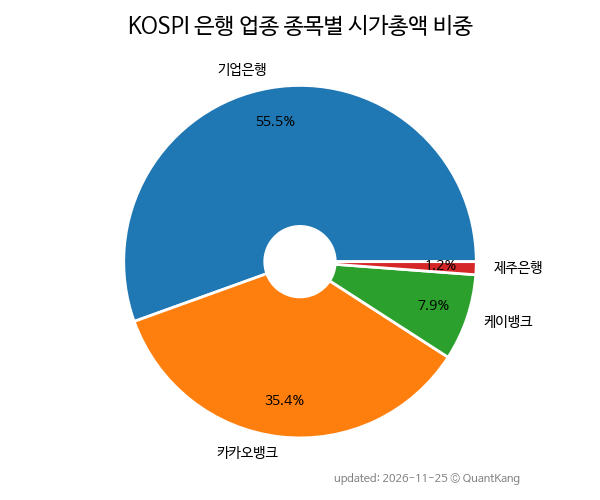 KOSPI 은행 업종 종목별 시가총액 비중
기업은행
55.5%
1.2%
제주은행
7.9%
케이뱅크
35.4%
카카오뱅크
updated: 2026-11-25 © QuantKang